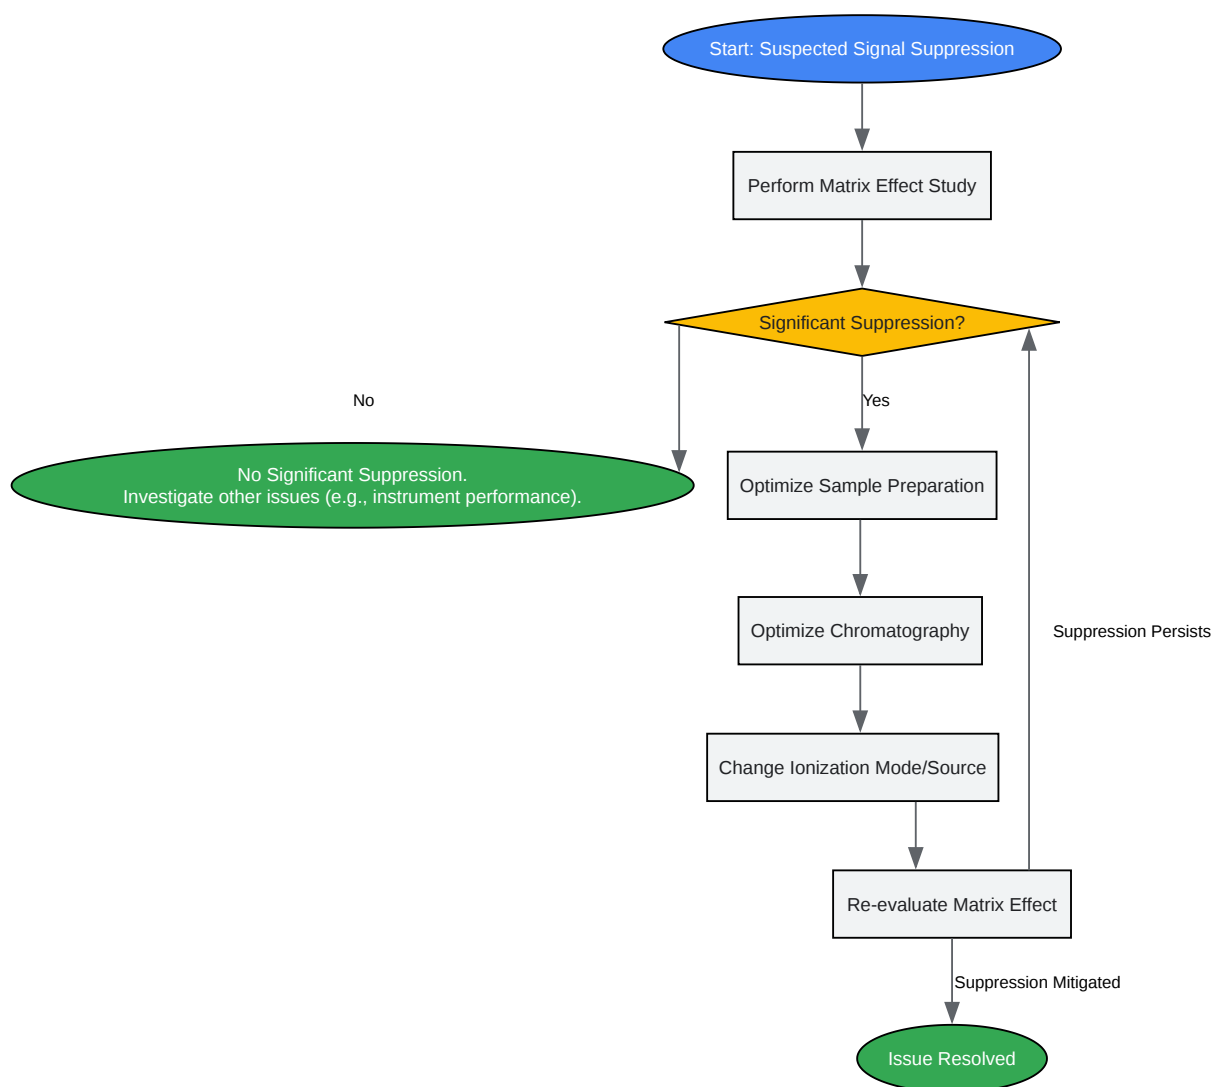 Start: Suspected Signal Suppression
Perform Matrix Effect Study
Significant Suppression?
No
Yes
No Significant Suppression.
Investigate other issues (e.g., instrument performance).
Optimize Sample Preparation
Optimize Chromatography
Suppression Persists
Change Ionization Mode/Source
Re-evaluate Matrix Effect
Suppression Mitigated
Issue Resolved